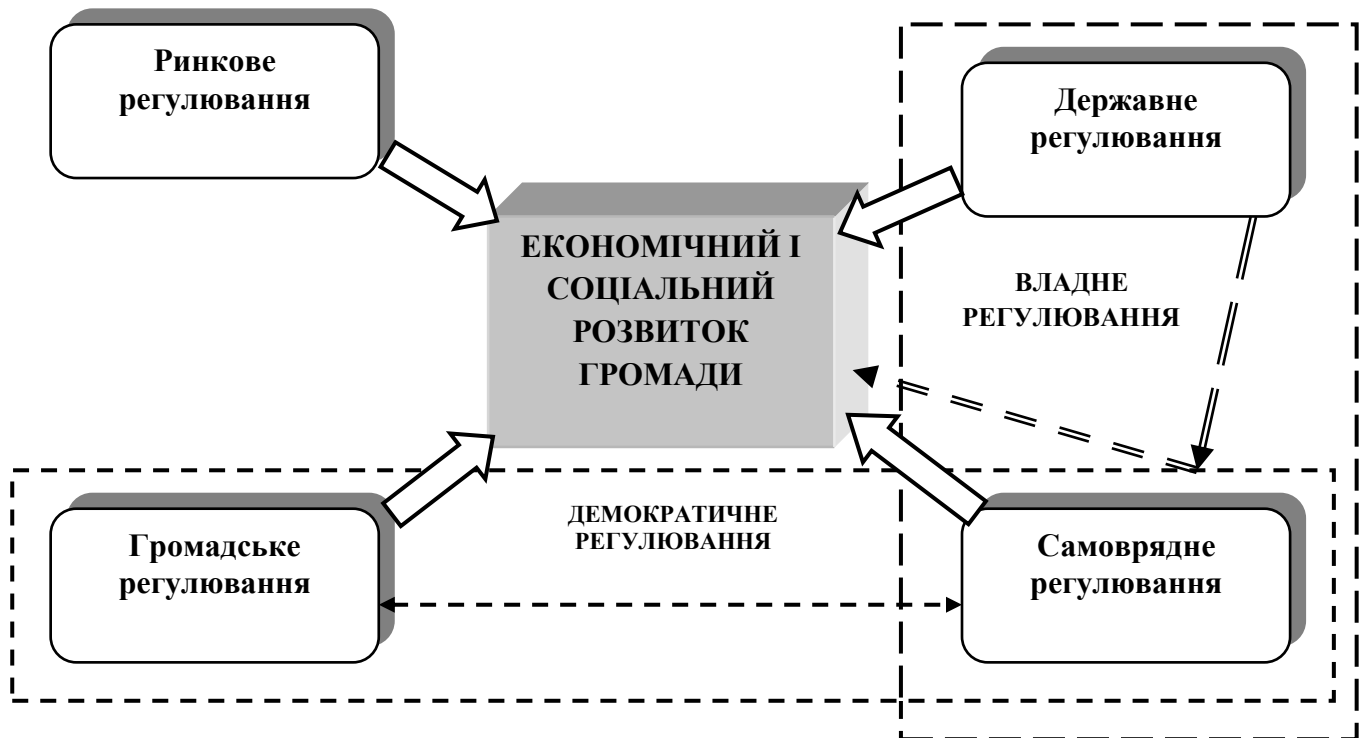 Ринкове
регулювання
Державне
регулювання
ЕКОНОМІЧНИЙ І
СОЦІАЛЬНИЙ
РОЗВИТОК
ГРОМАДИ
ВЛАДНЕ
РЕГУЛЮВАННЯ
Громадське
регулювання
ДЕМОКРАТИЧНЕ
РЕГУЛЮВАННЯ
Самоврядне
регулювання